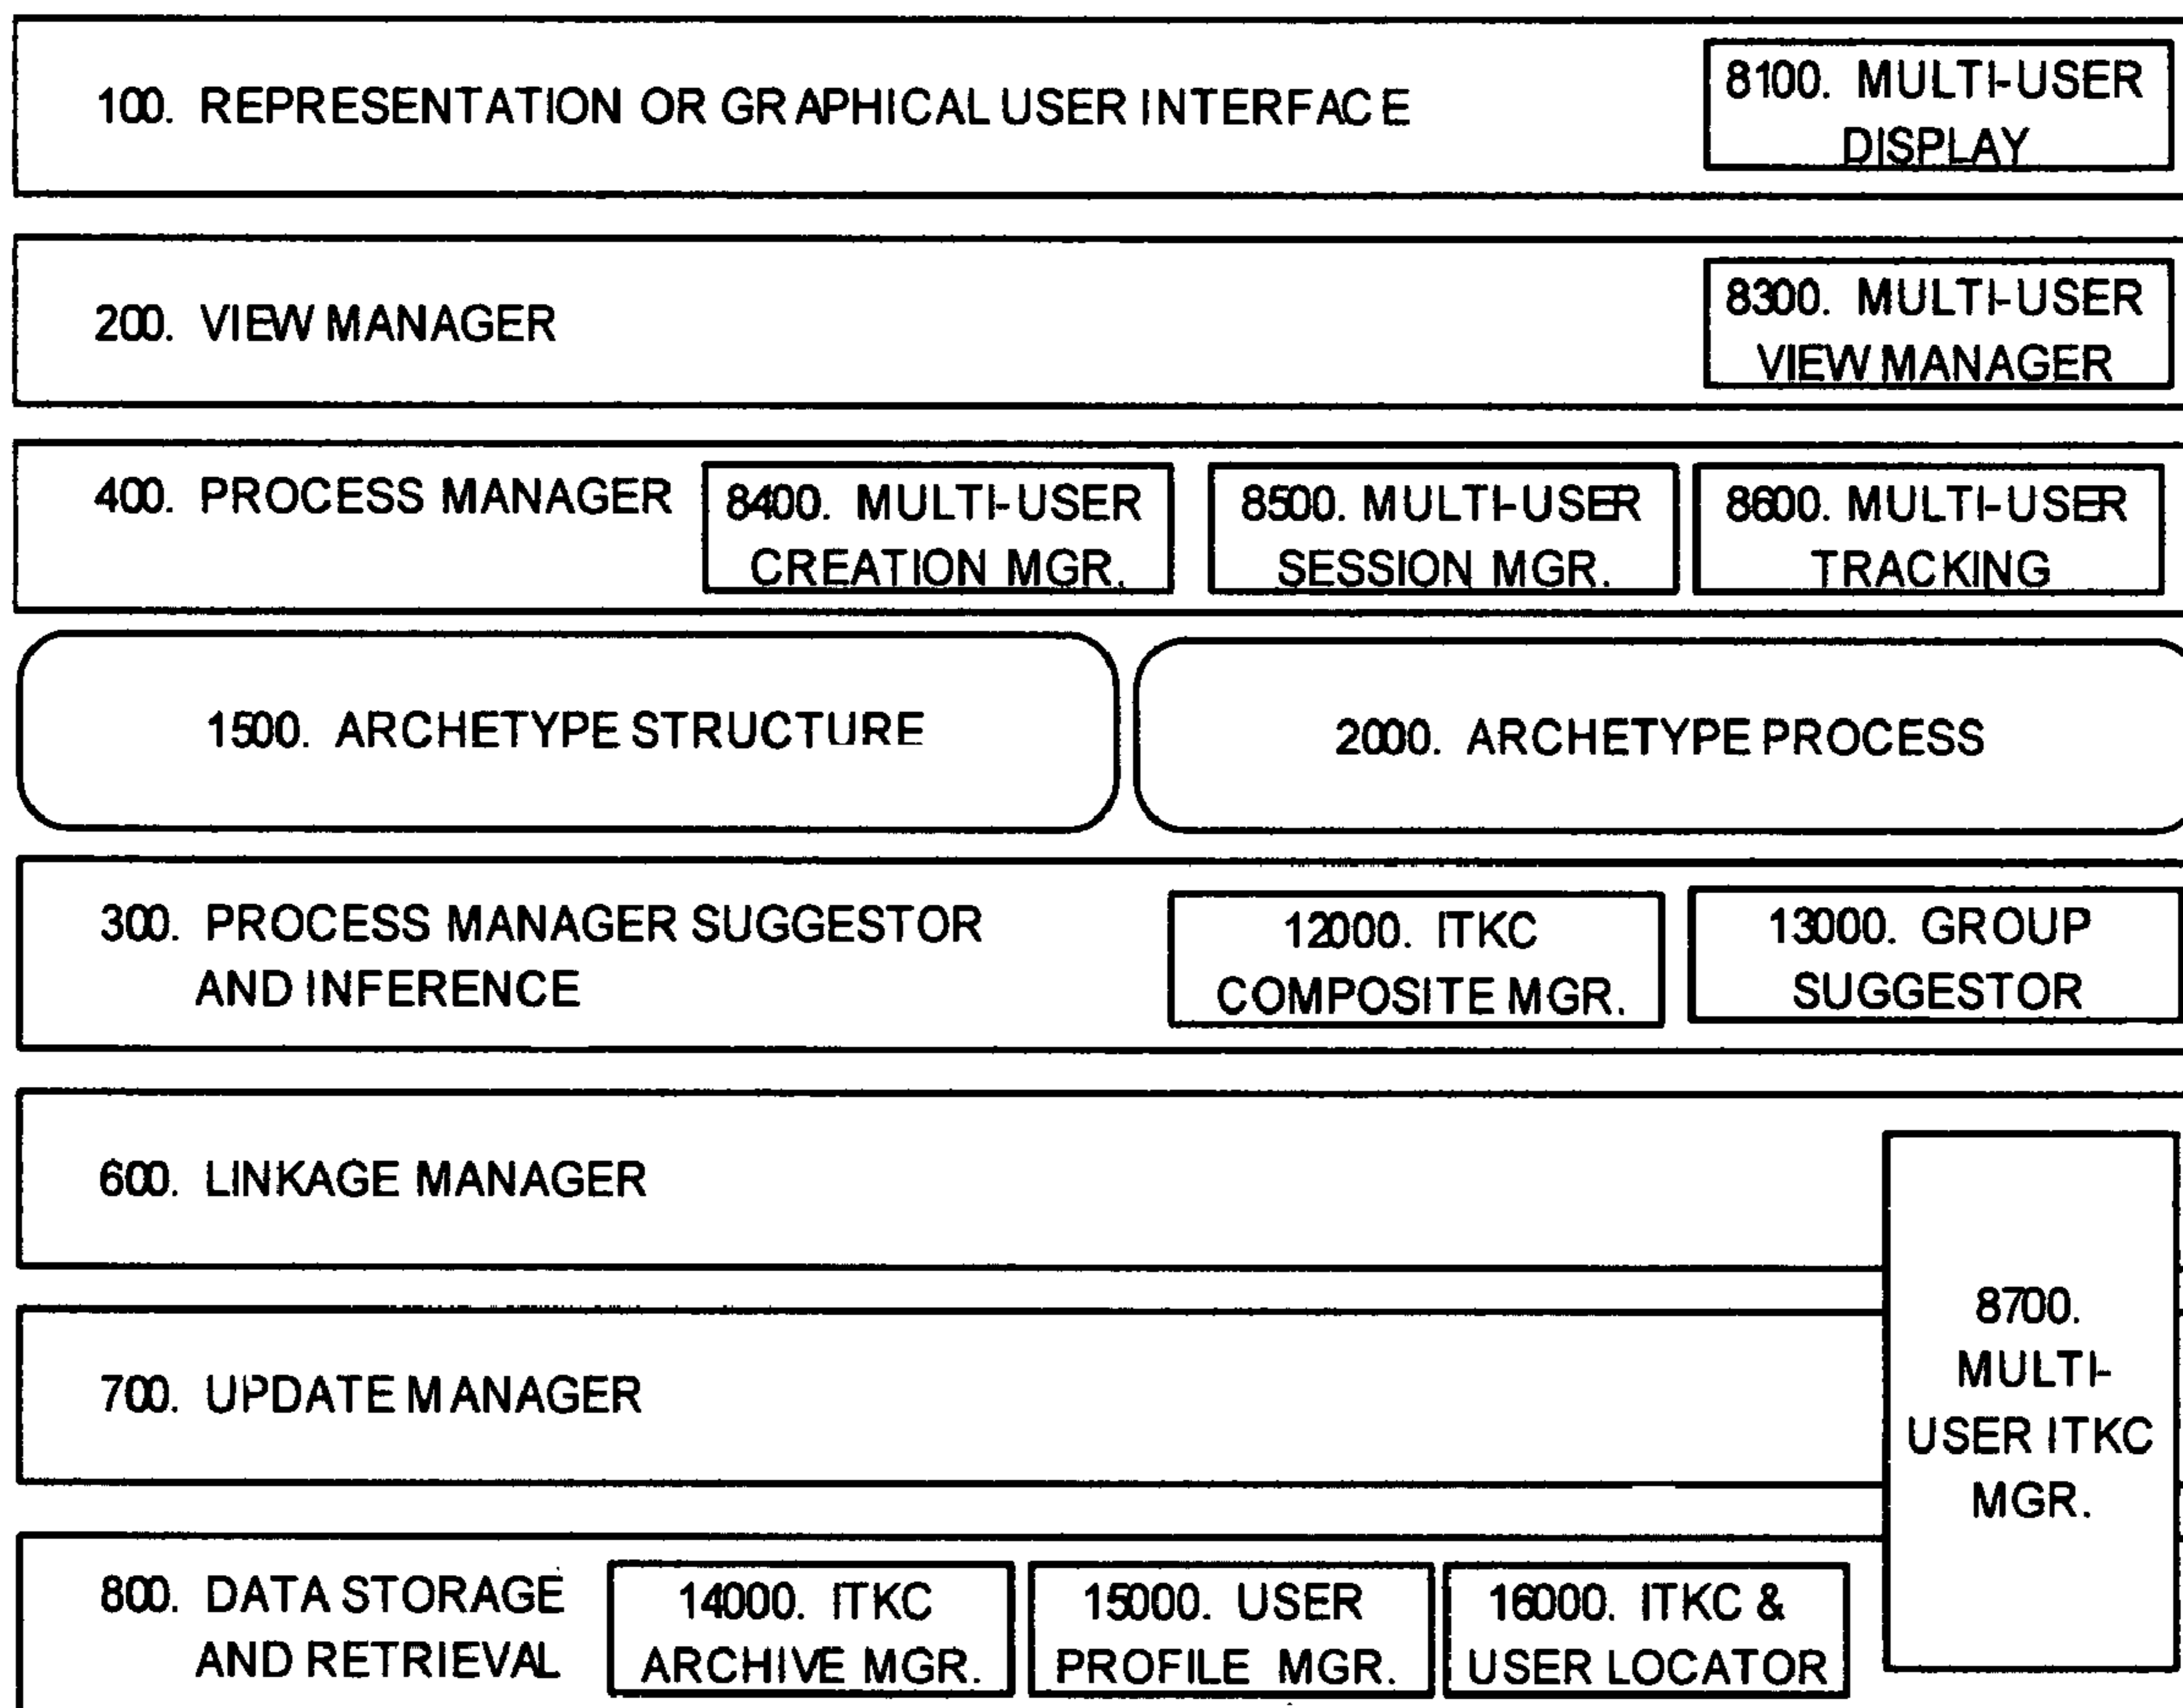 100. REPRESENTATION OR GRAPHICAL USER INTERFACE
8100. MULTI-USER
DISPLAY
200. VIEW MANAGER
8300. MULTI-USER
VIEW MANAGER
400. PROCESS MANAGER
8400. MULTI-USER
CREATION MGR.
8500. MULTI-USER
SESSION MGR.
8600. MULTI-USER
TRACKING
1500. ARCHETYPE STRUCTURE
2000. ARCHETYPE PROCESS
300. PROCESS MANAGER SUGGESTOR
AND INFERENCE
12000. ITKC
COMPOSITE MGR.
13000. GROUP
SUGGESTOR
600. LINKAGE MANAGER
700. UPDATE MANAGER
8700.
MULTI-
USER ITKC
MGR.
800. DATA STORAGE
AND RETRIEVAL
14000. ITKC
ARCHIVE MGR.
15000. USER
PROFILE MGR.
16000. ITKC &
USER LOCATOR